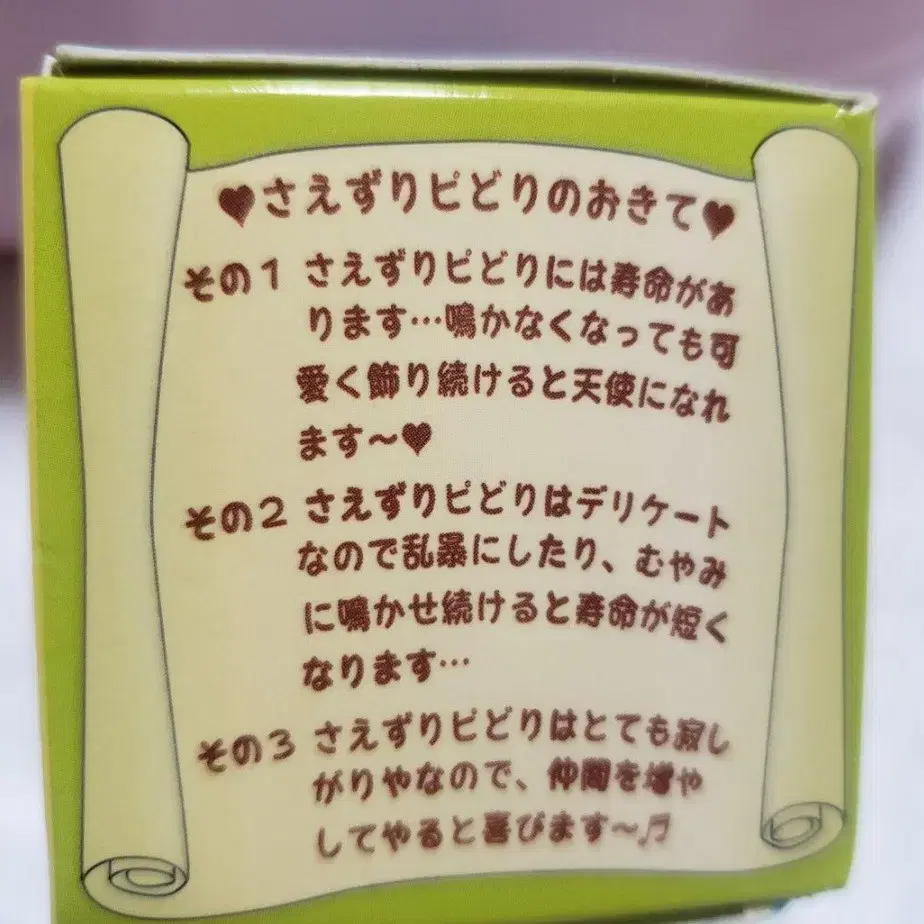 ♥さえずりピどりのおきて♥
その1 さえずりピどりには寿命があ
ります…鳴かなくなっても可
愛く飾り続けると天使になれ
ます〜♥
その2 さえずりピどりはデリケート
なので乱暴にしたり、むやみ
に鳴かせ続けると寿命が短く
なります…
その3 さえずりピどりはとても寂し
がりやなので、仲間を増や
してやると喜びます〜♬